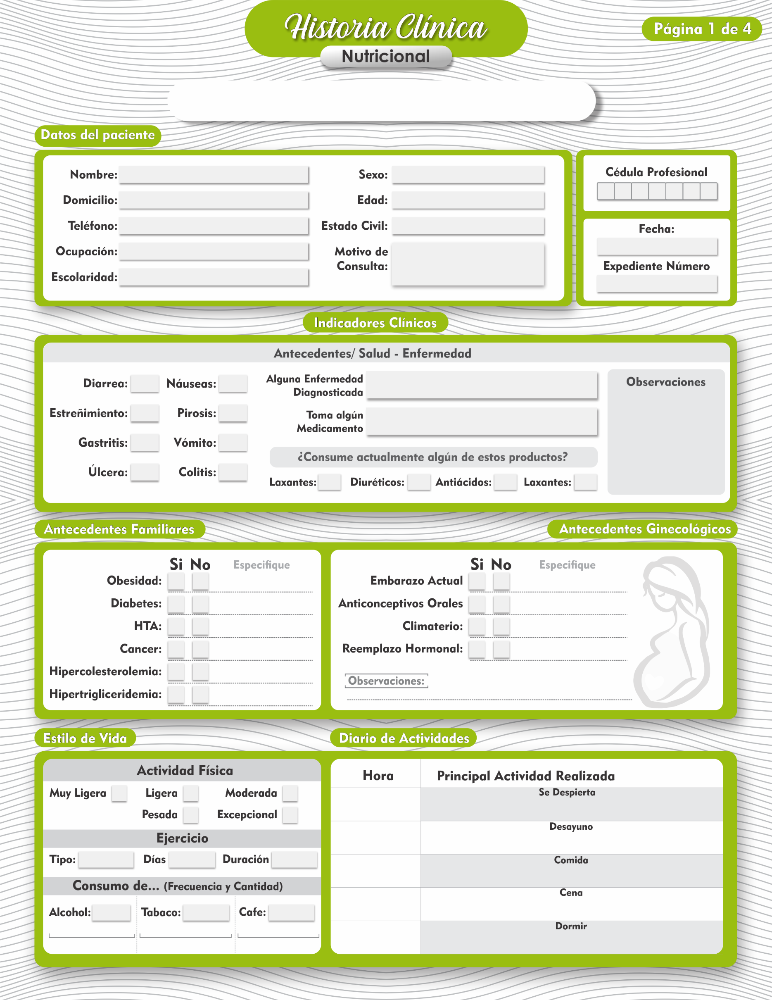 Historia Clínica
Nutricional
Página 1 de 4
Datos del paciente
Nombre:
Domicilio:
Teléfono:
Ocupación:
Escolaridad:
Sexo:
Edad:
Estado Civil:
Motivo de
Consulta:
Cédula Profesional
Fecha:
Expediente Número
Indicadores Clínicos
Antecedentes/ Salud - Enfermedad
Diarrea:
Náuseas:
Estreñimiento:
Pirosis:
Gastritis:
Vómito:
Úlcera:
Colitis:
Alguna Enfermedad
Diagnosticada
Toma algún
Medicamento
¿Consume actualmente algún de estos productos?
Laxantes: Diuréticos: Antiácidos: Laxantes:
Observaciones
Antecedentes Familiares
Si No Especifique
Obesidad:
Diabetes:
HTA:
Cancer:
Hipercolesterolemia:
Hipertrigliceridemia:
Antecedentes Ginecológicos
Si No Especifique
Embarazo Actual
Anticonceptivos Orales
Climaterio:
Reemplazo Hormonal:
Observaciones:
Estilo de Vida
Actividad Física
Muy Ligera Ligera Moderada
Pesada Excepcional
Ejercicio
Tipo: Días Duración
Consumo de... (Frecuencia y Cantidad)
Alcohol: Tabaco: Cafe:
Diario de Actividades
Hora Principal Actividad Realizada
Se Despierta
Desayuno
Comida
Cena
Dormir